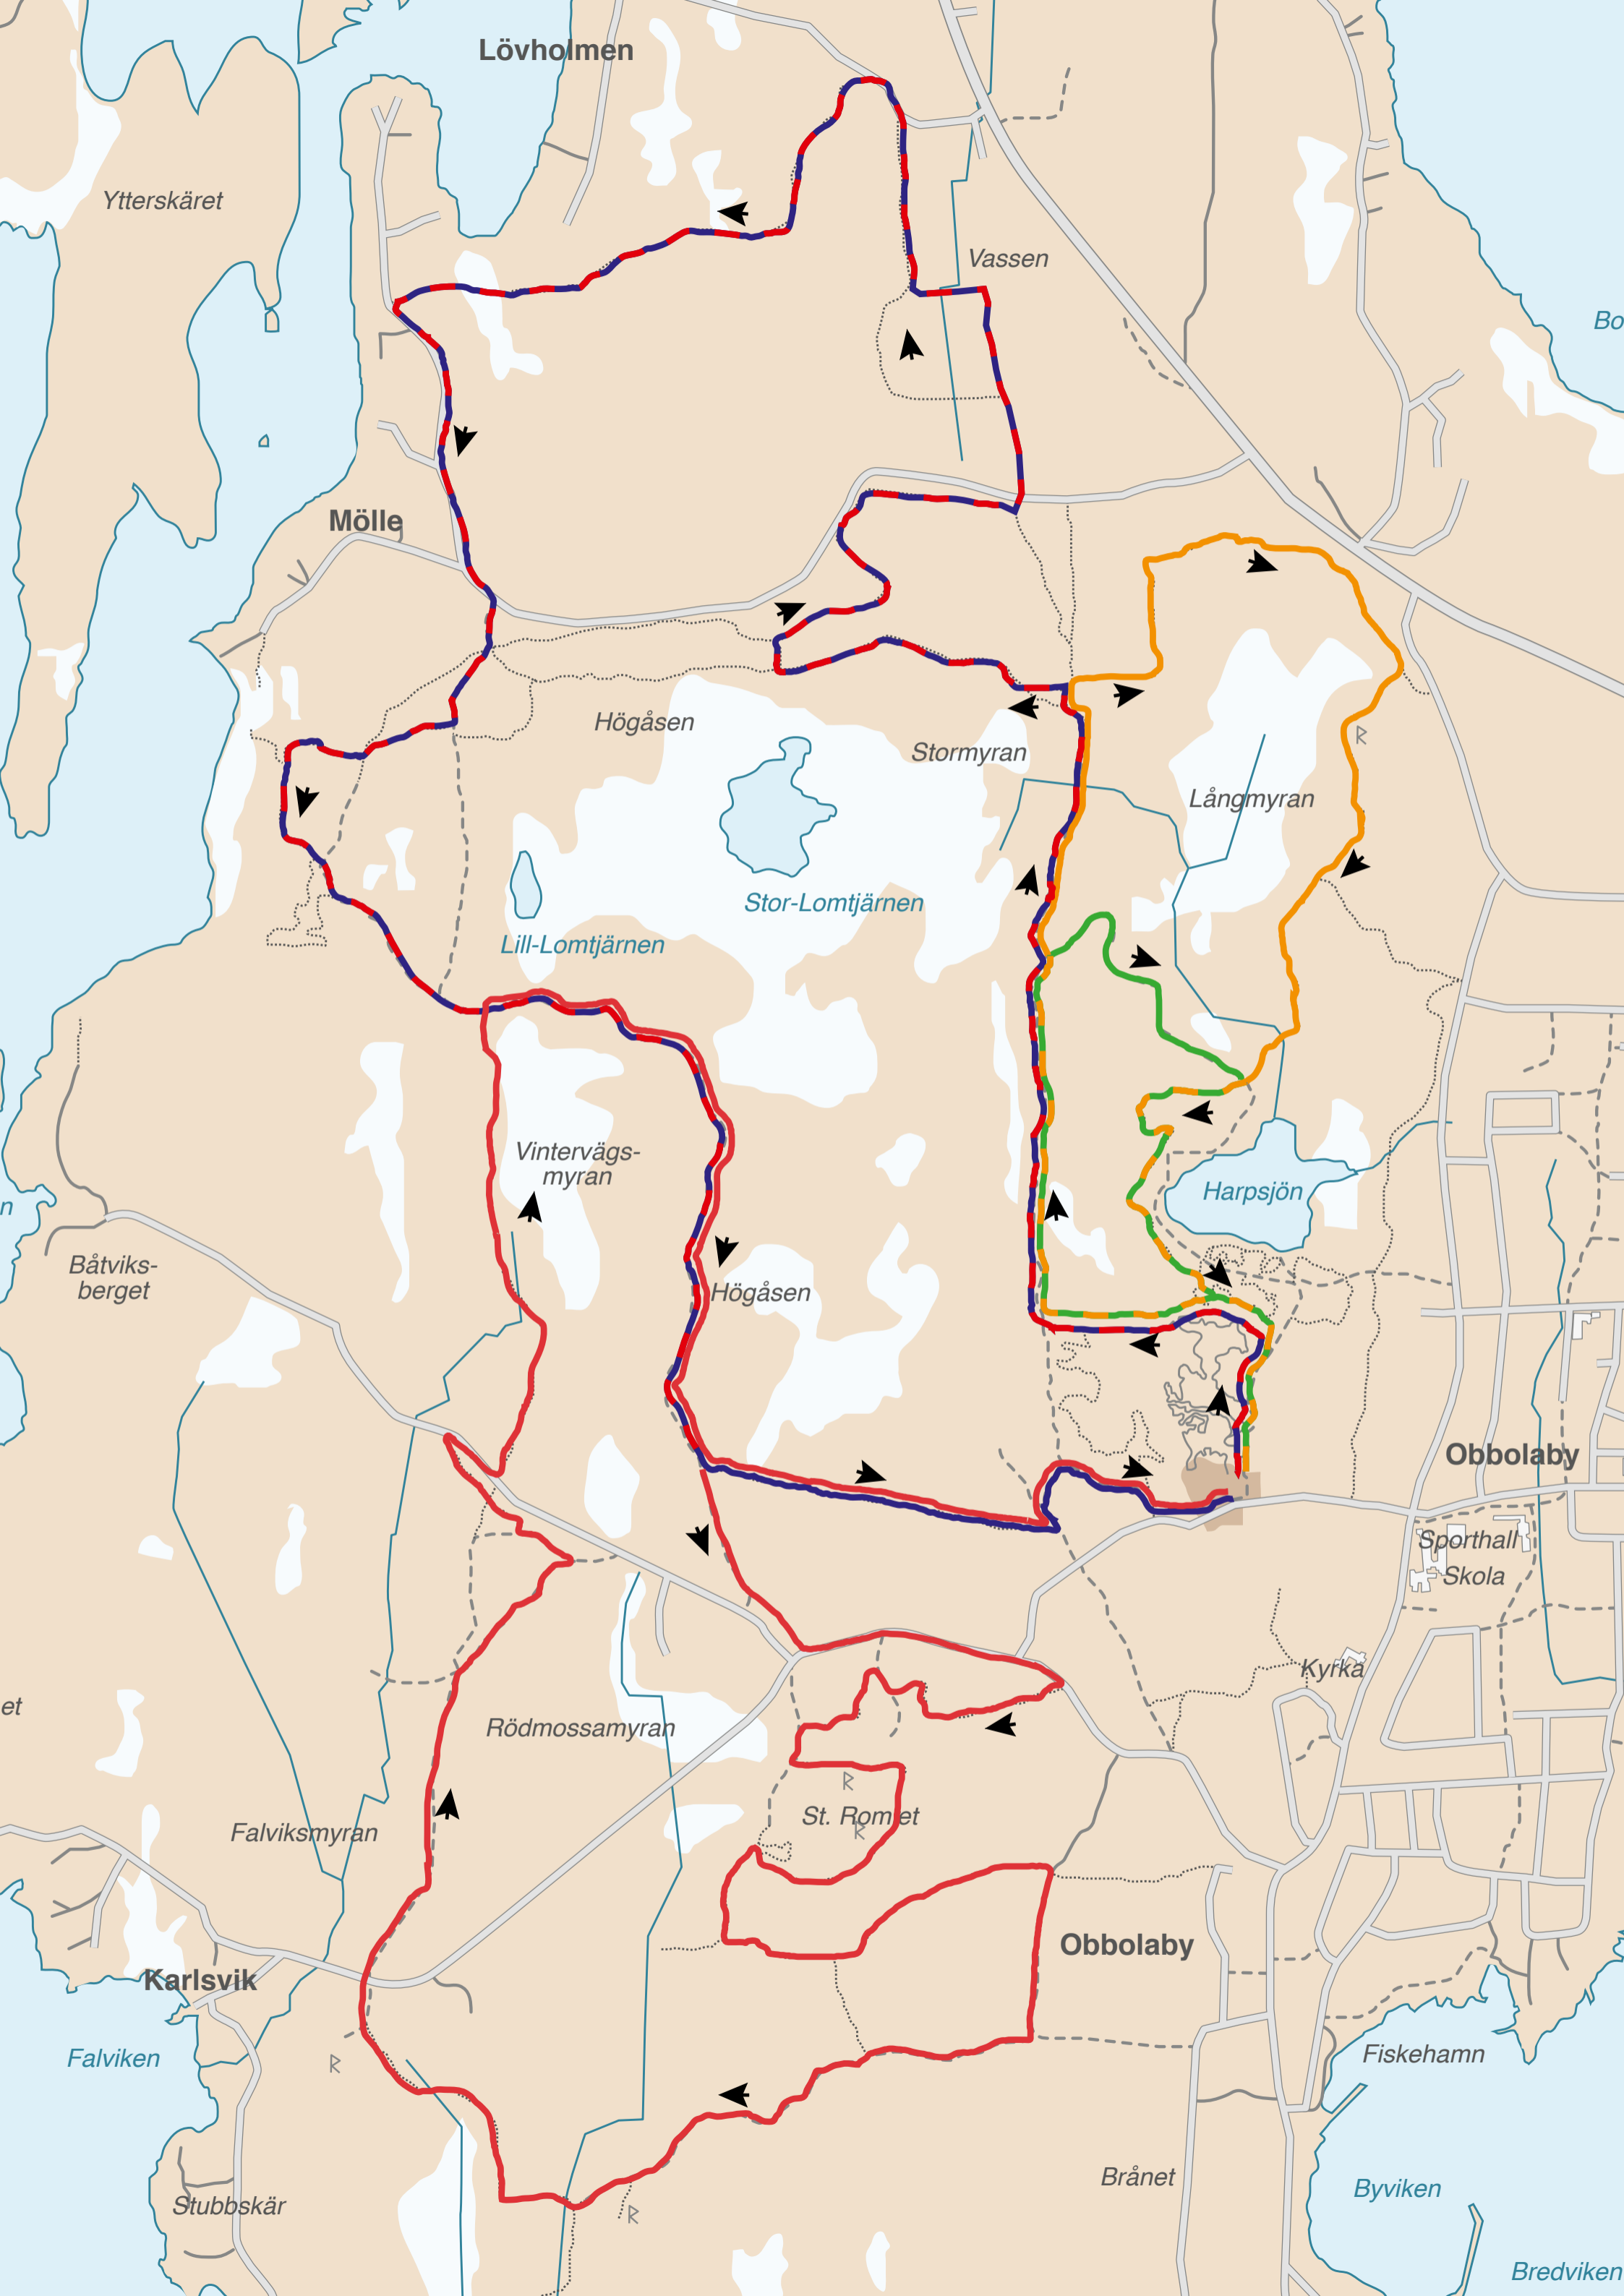 Lövholmen
Ytterskäret
Vassen
Bo
Mölle
Högåsen
Stormyran
Långmyran
Stor-Lomtjärnen
Lill-Lomtjärnen
Vintervägs-
myran
Harpsjön
n
Båtviks-
berget
Högåsen
Obbolaby
Sporthall
Skola
Kyrka
et
Rödmossamyran
St. Romjet
Falviksmyran
Obbolaby
Karlsvik
Falviken
Fiskehamn
Brånet
Byviken
Stubbskär
Bredviken